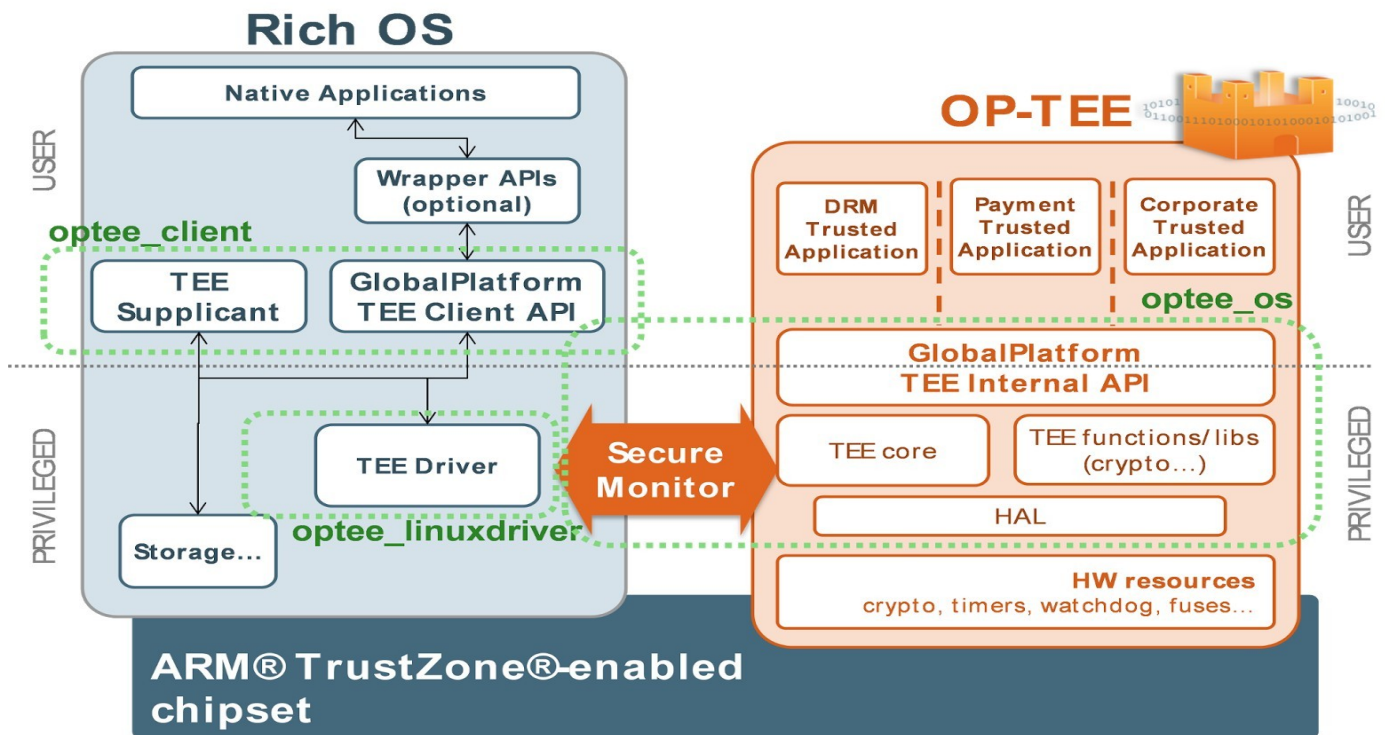 Rich OS
Native Applications
Wrapper APIs
(optional)
optee_client
TEE
Supplicant
GlobalPlatform
TEE Client API
TEE Driver
optee_linuxdriver
Storage...
USER
PRIVILEGED
Secure
Monitor
OP-TEE
10101
10010
0110011101000101010001010101001
DRM
Trusted
Application
Payment
Trusted
Application
Corporate
Trusted
Application
optee_os
GlobalPlatform
TEE Internal API
TEE core
TEE functions/ libs
(crypto...)
HAL
HW resources
crypto, timers, watchdog, fuses...
USER
PRIVILEGED
ARM® TrustZone®-enabled
chipset